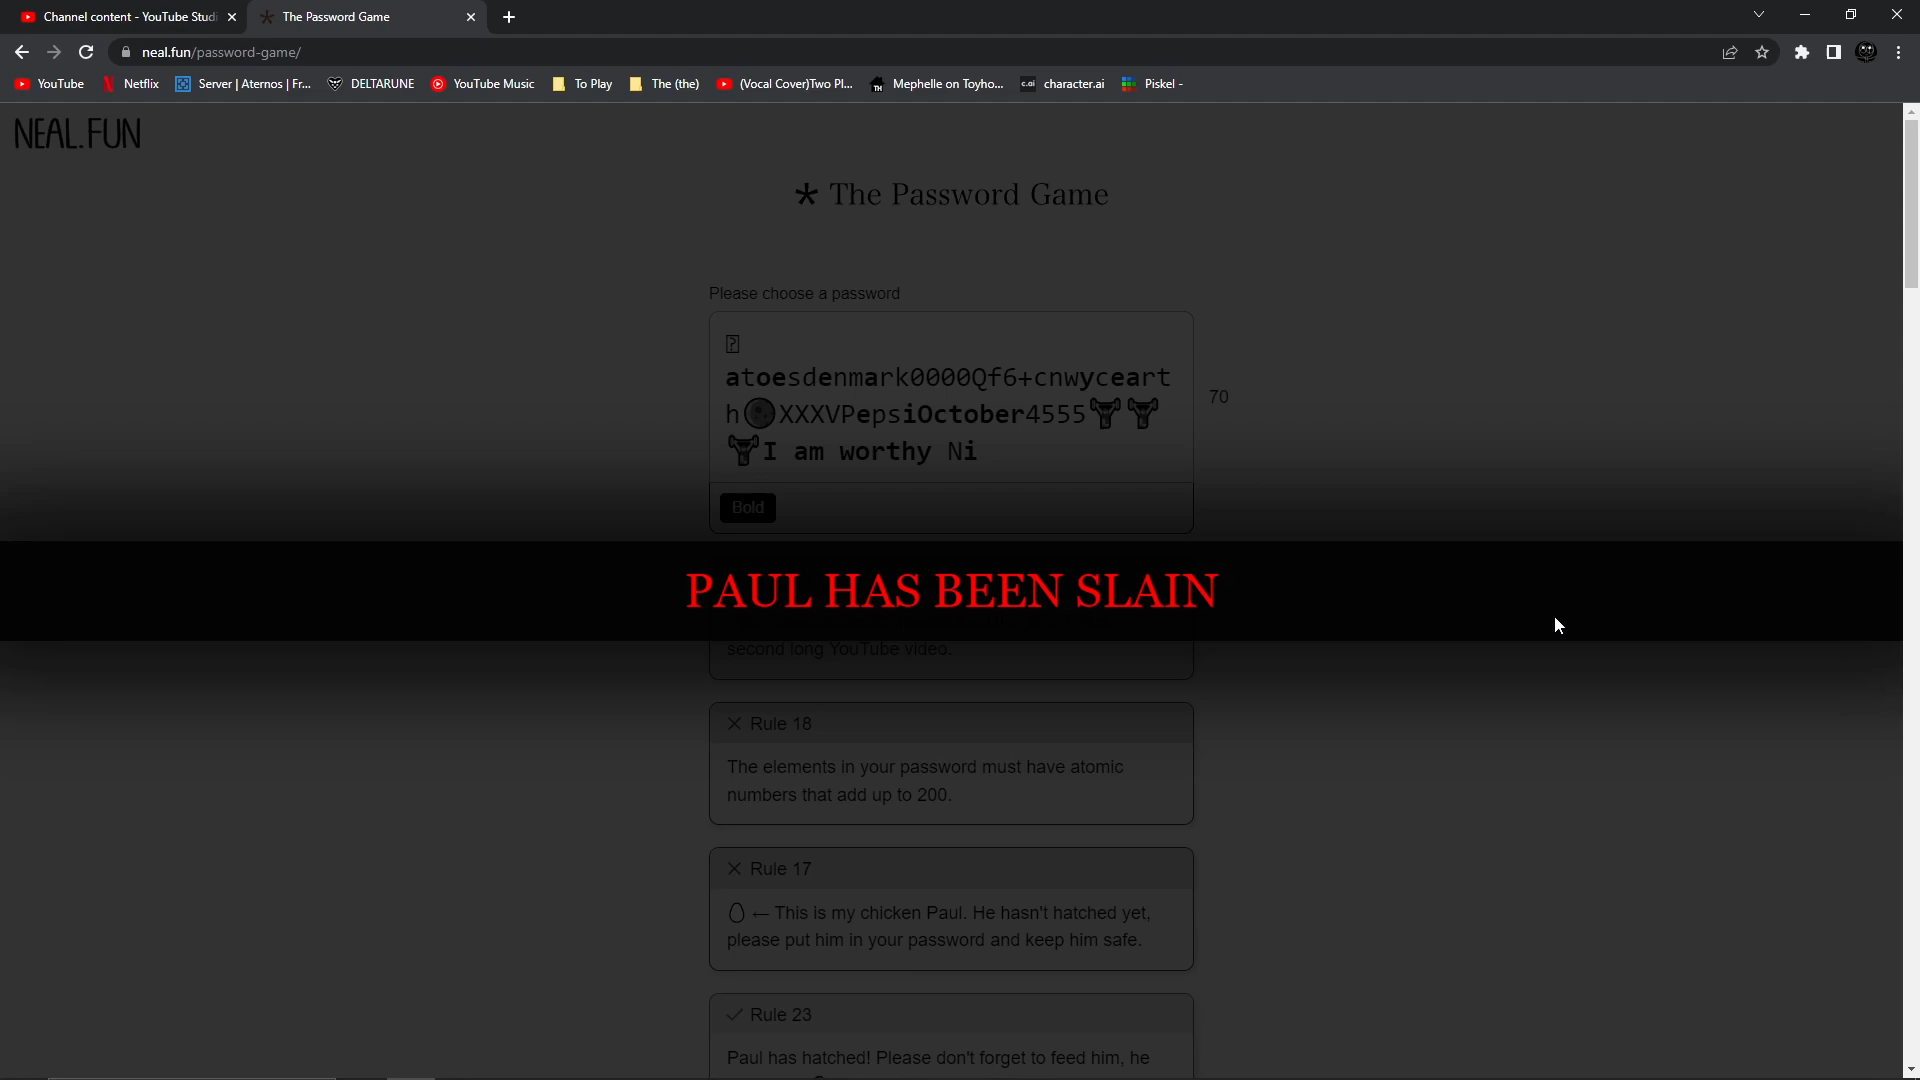 Channel content - YouTube Studi
The Password Game
neal.fun/password-game/
YouTube
Netflix
Server | Aternos | Fr...
DELTARUNE
YouTube Music
To Play
The (the)
(Vocal Cover)Two Pl...
TH
Mephelle on Toyho...
c.ai
character.ai
Piskel -
NEAL.FUN
* The Password Game
Please choose a password
atoesdenmark0000Qf6+cnwyceart
h🌑XXXVPepsiOctober4555🏋️🏋️
🏋️I am worthy Ni
70
Bold
PAUL HAS BEEN SLAIN
second long YouTube video.
Rule 18
The elements in your password must have atomic
numbers that add up to 200.
Rule 17
🥚 ← This is my chicken Paul. He hasn't hatched yet,
please put him in your password and keep him safe.
Rule 23
Paul has hatched! Please don't forget to feed him, he